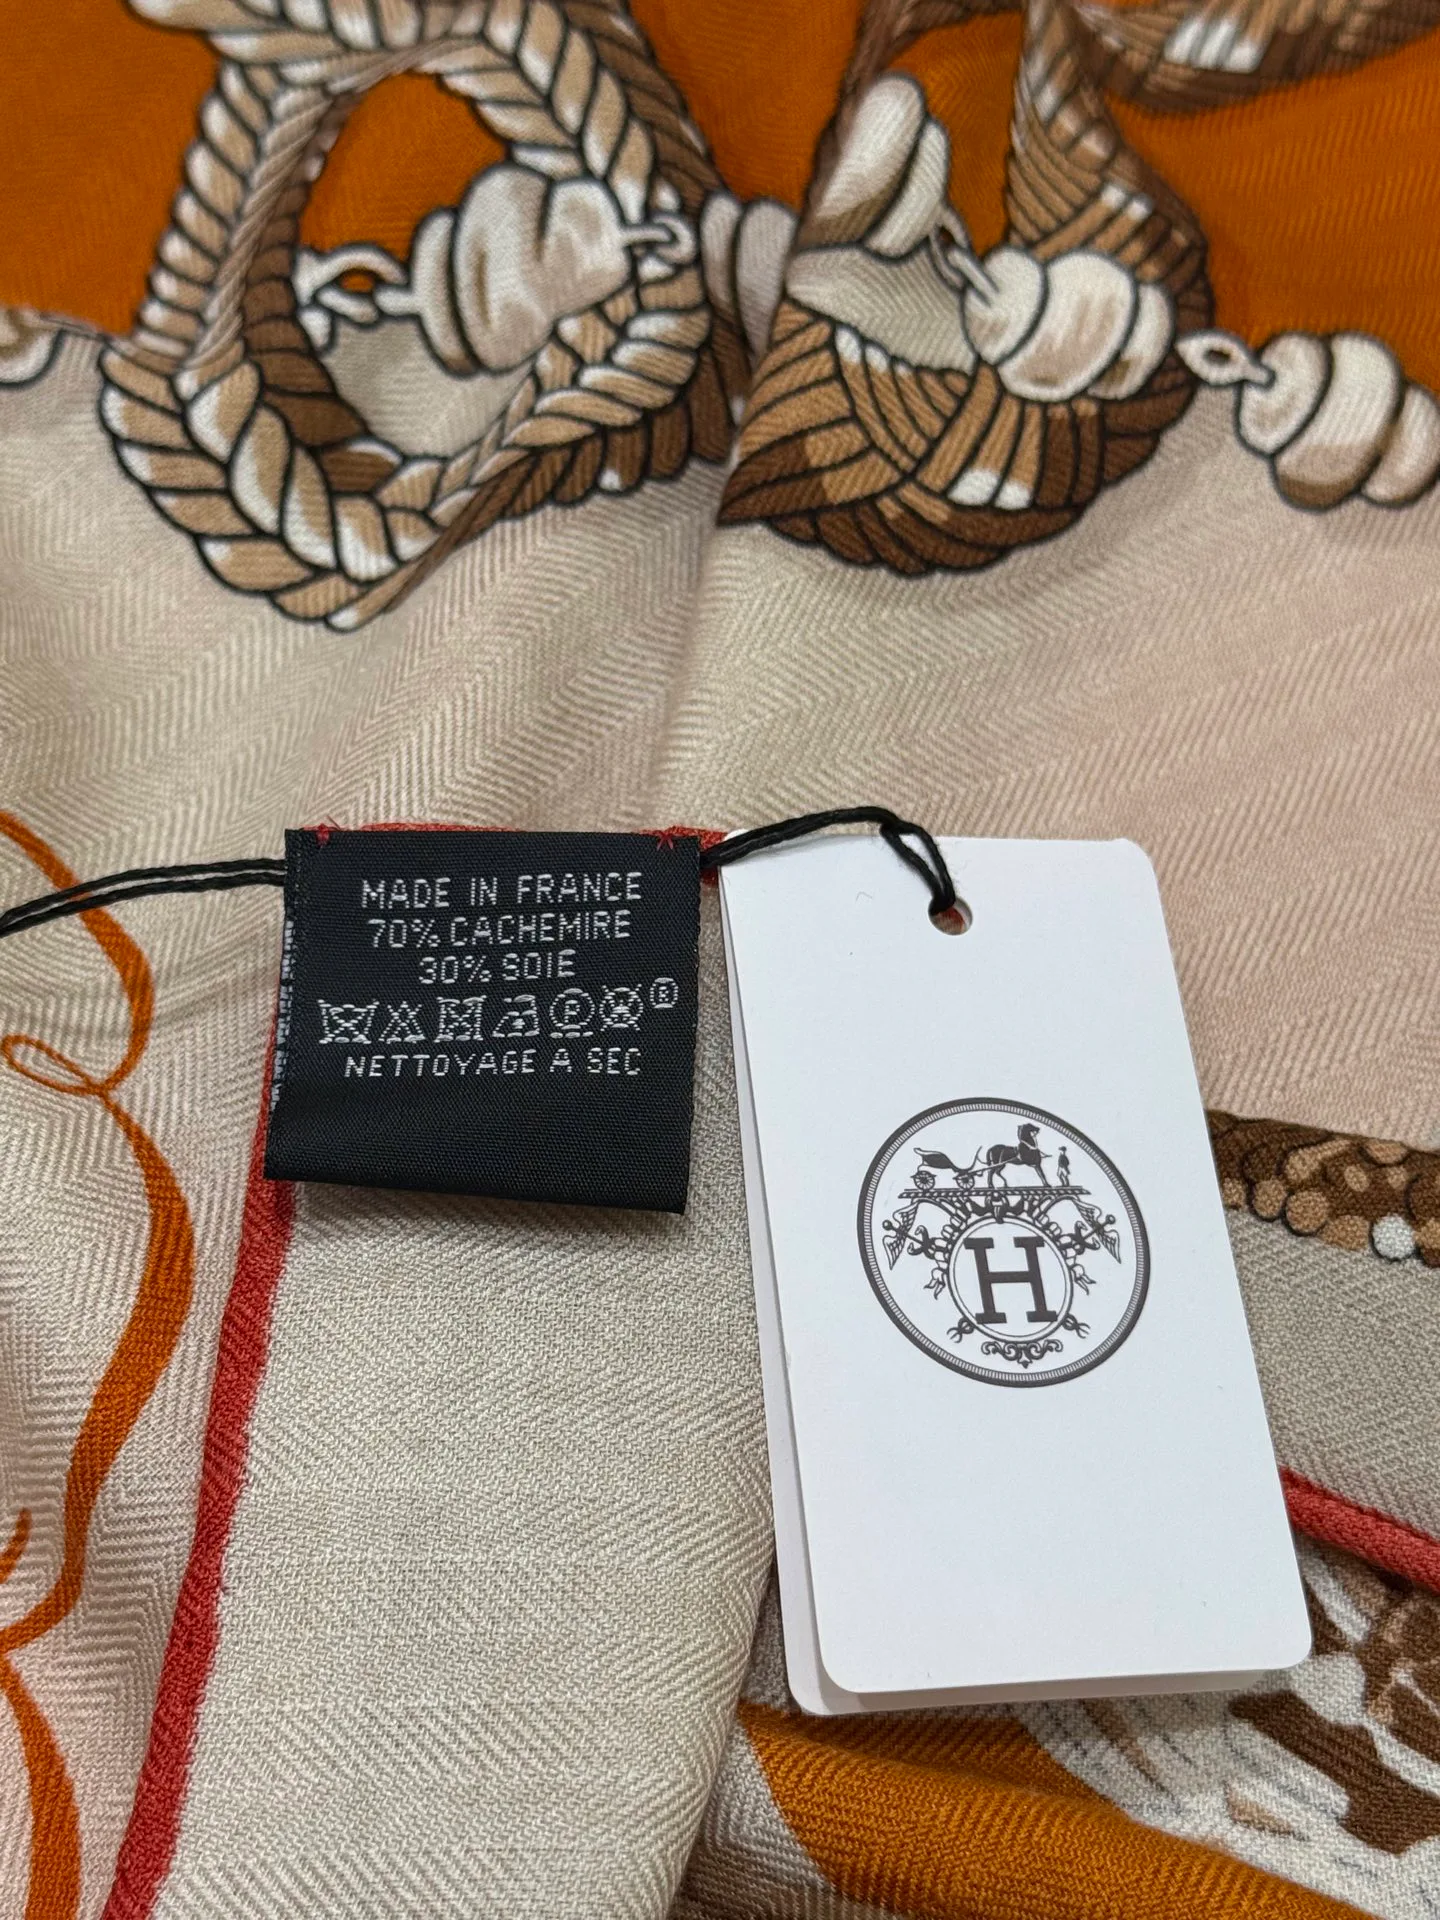 MADE IN FRANCE
70% CACHEMIRE
30% SOIE
P ®
NETTOYAGE A SEC
H